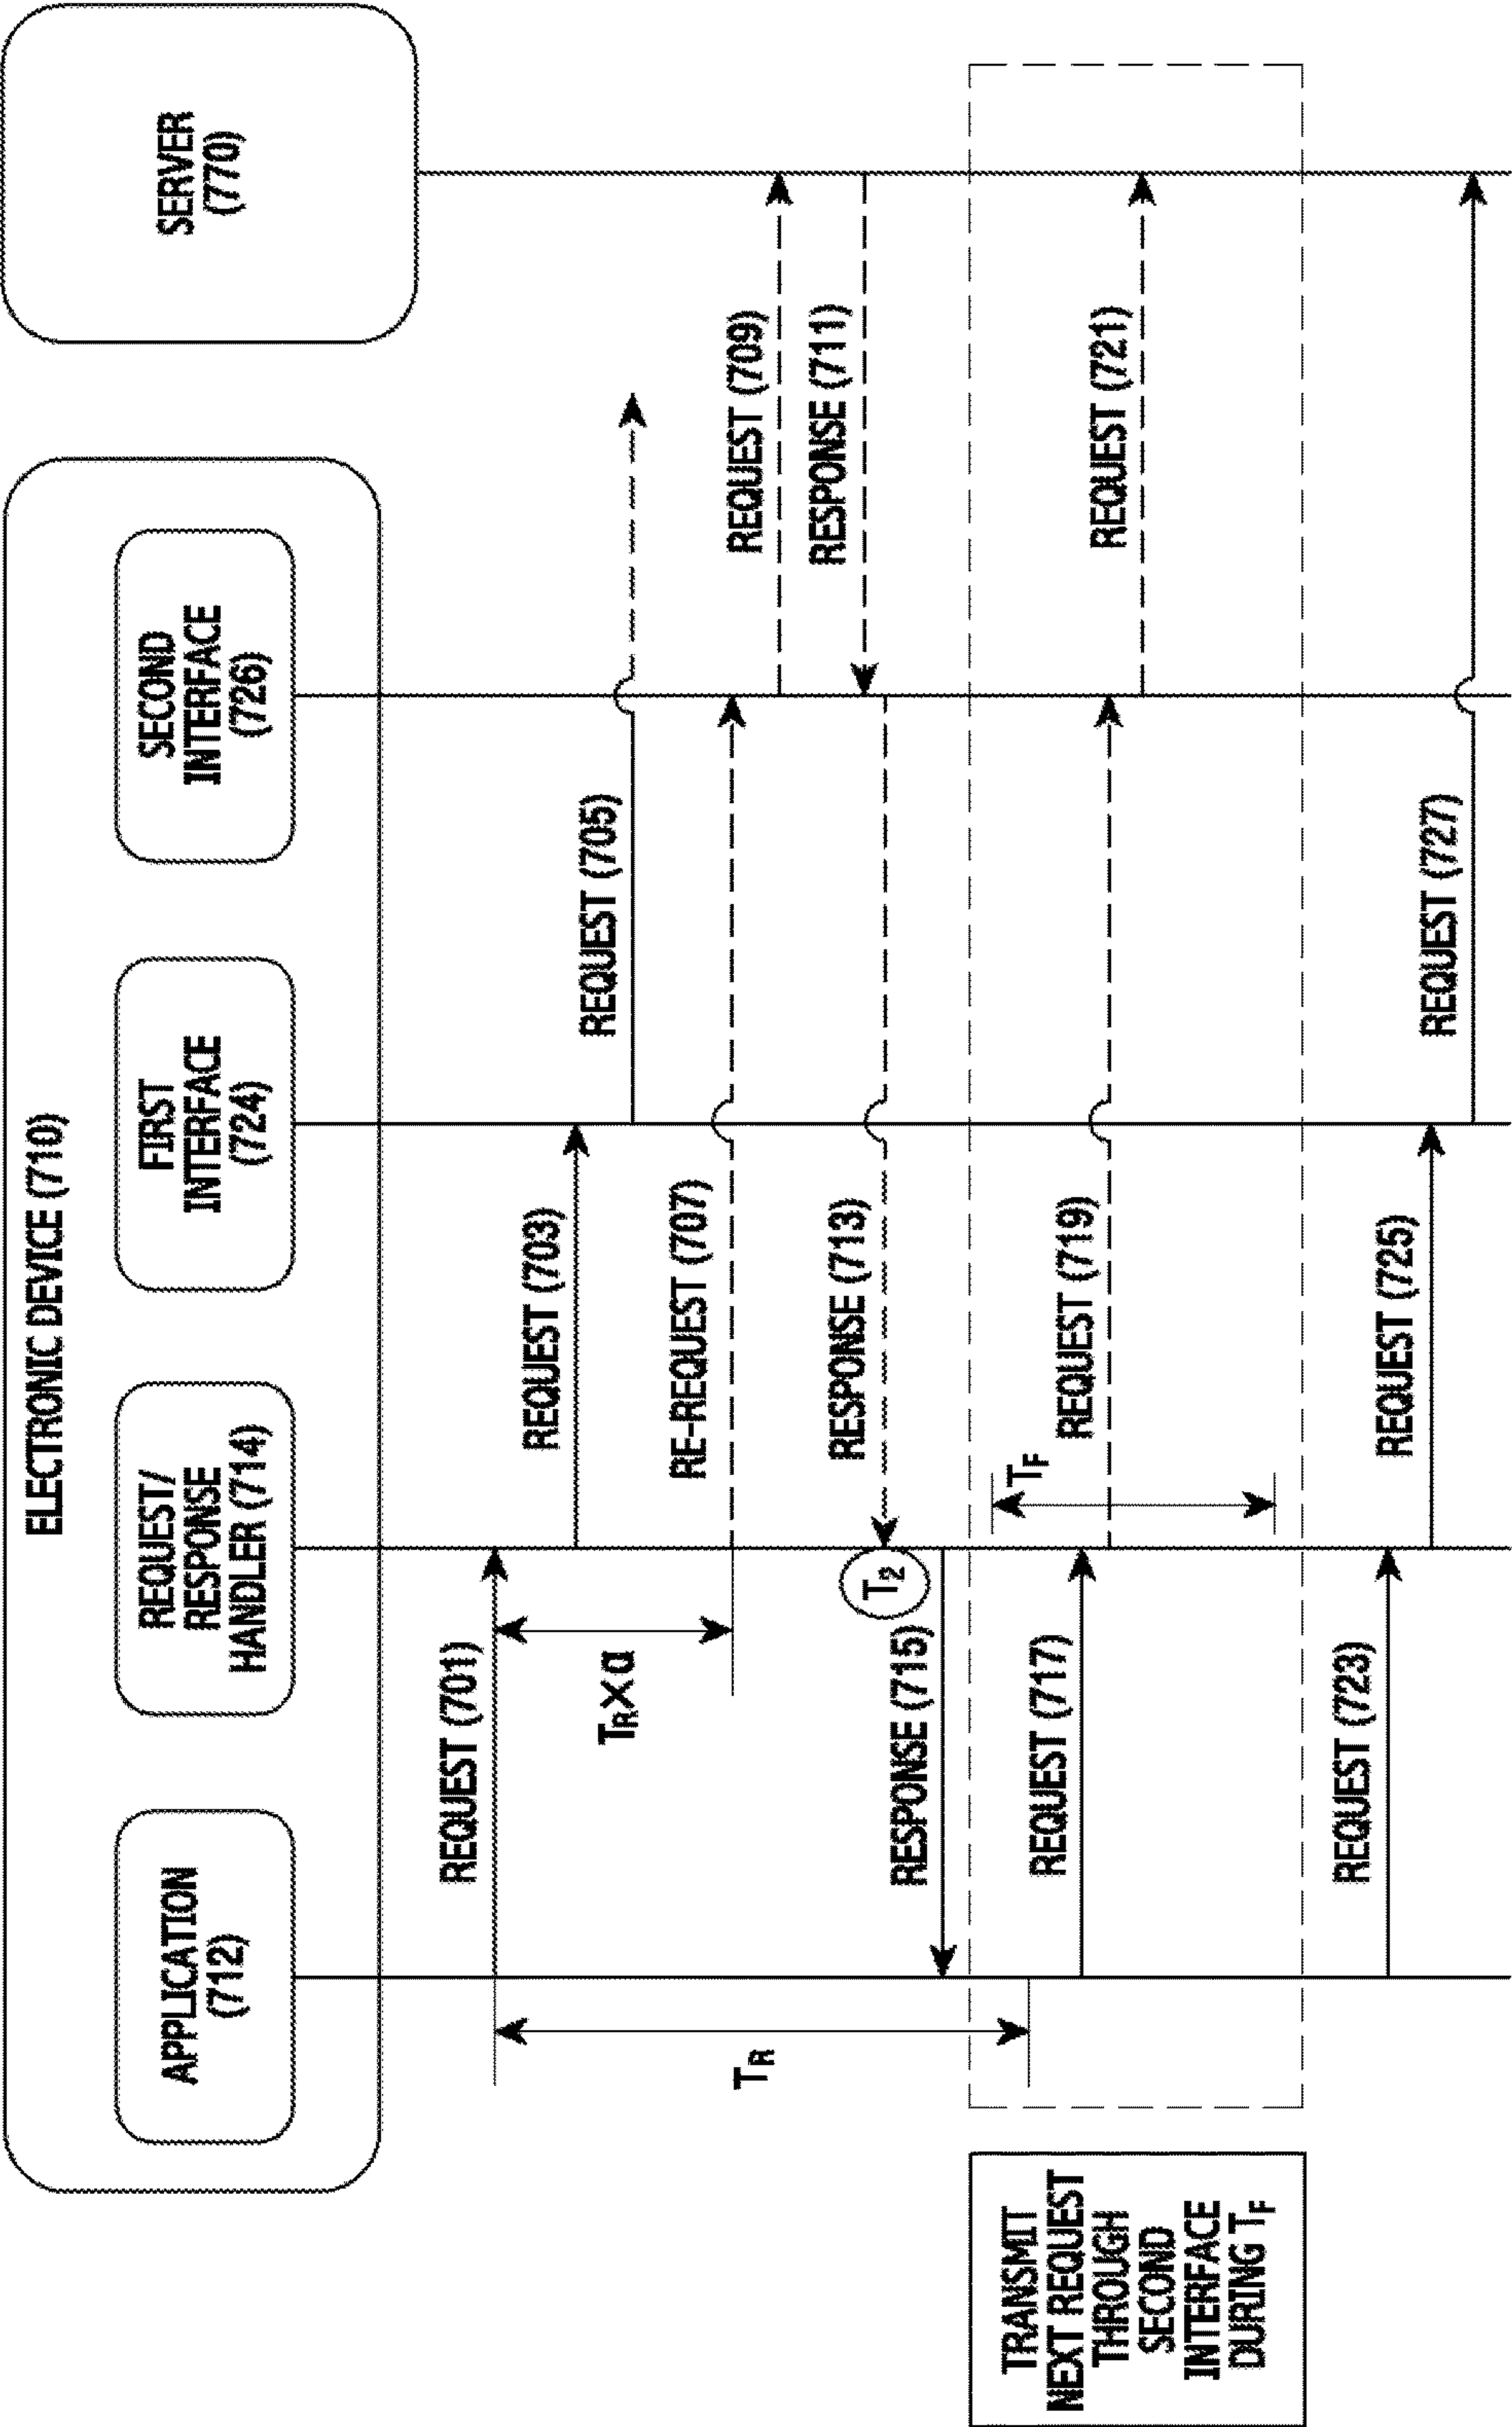 ELECTRONIC DEVICE (710)
APPLICATION
(712)
REQUEST/
RESPONSE
HANDLER (714)
FIRST
INTERFACE
(724)
SECOND
INTERFACE
(726)
SERVER
(770)
REQUEST (701)
REQUEST (703)
REQUEST (705)
TR×α
RE-REQUEST (707)
REQUEST (709)
RESPONSE (711)
RESPONSE (713)
T2
RESPONSE (715)
TR
TF
REQUEST (717)
REQUEST (719)
REQUEST (721)
TRANSMIT
NEXT REQUEST
THROUGH
SECOND
INTERFACE
DURING TF
REQUEST (723)
REQUEST (725)
REQUEST (727)